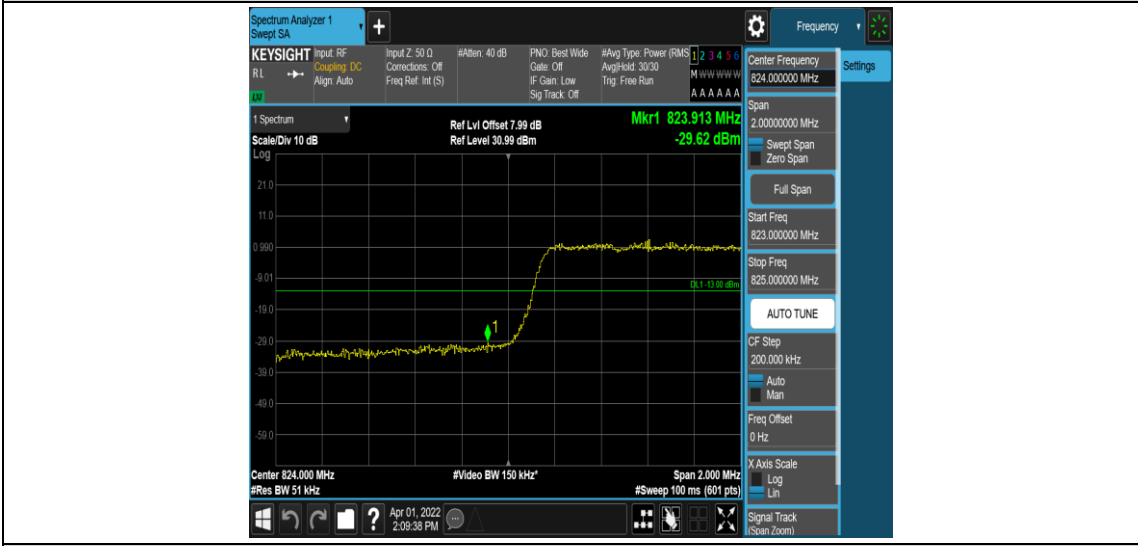 Spectrum Analyzer 1
Swept SA
+
Frequency
KEYSIGHT
RL
Input: RF
Coupling: DC
Align: Auto
Input Z: 50 Ω
Corrections: Off
Freq Ref: Int (S)
#Atten: 40 dB
PNO: Best Wide
Gate: Off
IF Gain: Low
Sig Track: Off
#Avg Type: Power (RMS
Avg|Hold: 30/30
Trig: Free Run
1 2 3 4 5 6
M W W W W W
A A A A A A
1 Spectrum
Scale/Div 10 dB
Log
Ref Lvl Offset 7.99 dB
Ref Level 30.99 dBm
Mkr1 823.913 MHz
-29.62 dBm
21.0
11.0
0.990
-9.01
-19.0
-29.0
-39.0
-49.0
-59.0
DL1 -13.00 dBm
1
Center 824.000 MHz
#Res BW 51 kHz
#Video BW 150 kHz*
Span 2.000 MHz
#Sweep 100 ms (601 pts)
?
Apr 01, 2022
2:09:38 PM
Center Frequency
824.000000 MHz
Settings
Span
2.00000000 MHz
Swept Span
Zero Span
Full Span
Start Freq
823.000000 MHz
Stop Freq
825.000000 MHz
AUTO TUNE
CF Step
200.000 kHz
Auto
Man
Freq Offset
0 Hz
X Axis Scale
Log
Lin
Signal Track
(Span Zoom)